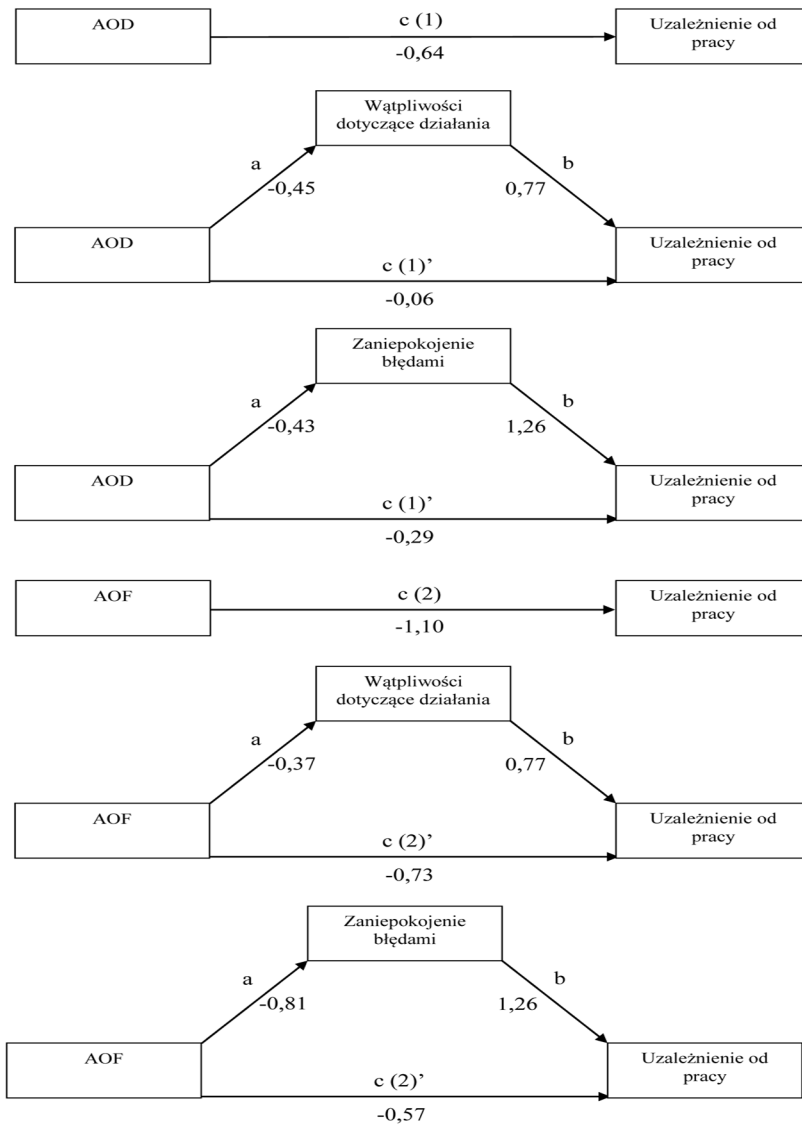 AOD
c (1)
-0,64
Uzależnienie od
pracy
Wątpliwości
dotyczące działania
a
-0,45
b
0,77
AOD
c (1)’
-0,06
Uzależnienie od
pracy
Zaniepokojenie
błędami
a
-0,43
b
1,26
AOD
c (1)’
-0,29
Uzależnienie od
pracy
AOF
c (2)
-1,10
Uzależnienie od
pracy
Wątpliwości
dotyczące działania
a
-0,37
b
0,77
AOF
c (2)’
-0,73
Uzależnienie od
pracy
Zaniepokojenie
błędami
a
-0,81
b
1,26
AOF
c (2)’
-0,57
Uzależnienie od
pracy